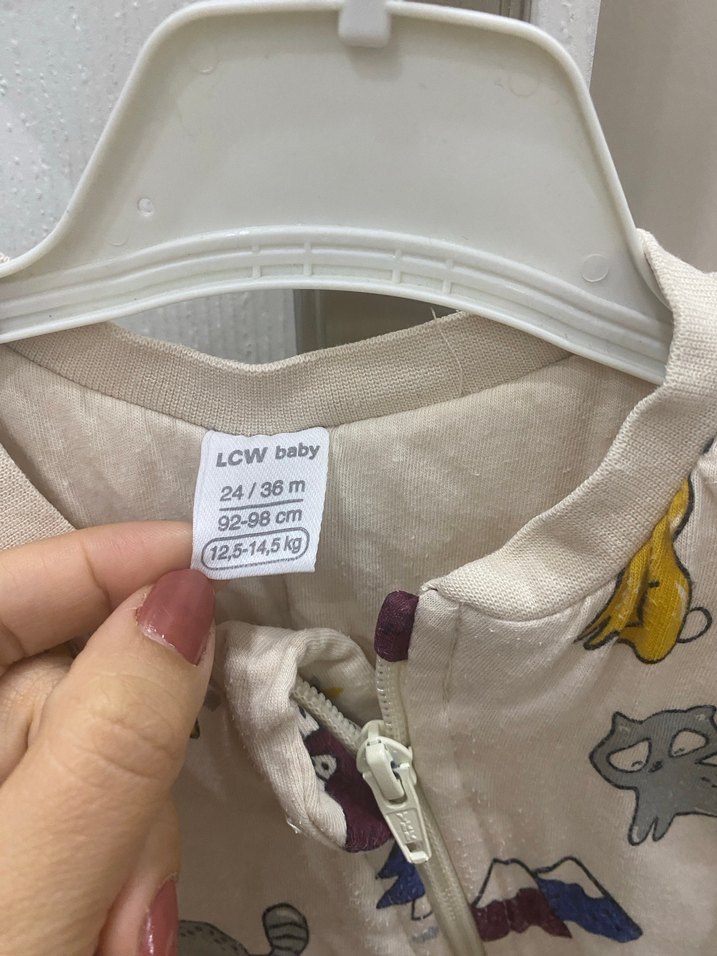 LCW baby
24 / 36 m
92-98 cm
12,5-14,5 kg